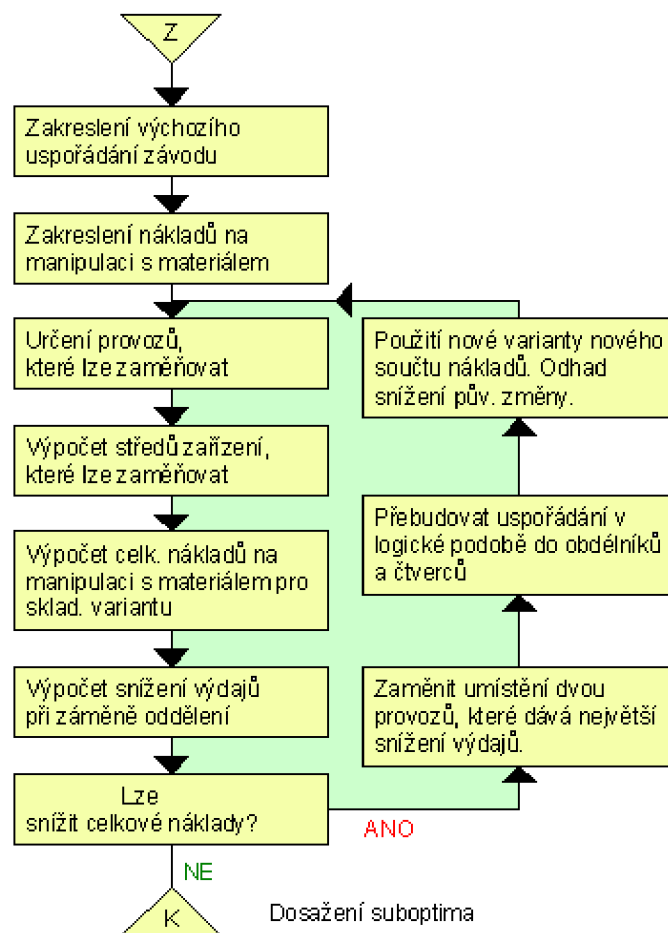 Z
Zakreslení výchozího
uspořádání závodu
Zakreslení nákladů na
manipulaci s materiálem
Určení provozů,
které lze zaměňovat
Výpočet středů zařízení,
které lze zaměňovat
Výpočet celk. nákladů na
manipulaci s materiálem pro
sklad. variantu
Výpočet snížení výdajů
při záměně oddělení
Lze
snížit celkové náklady?
ANO
Zaměnit umístění dvou
provozů, které dává největší
snížení výdajů.
Přebudovat uspořádání v
logické podobě do obdélníků
a čtverců
Použití nové varianty nového
součtu nákladů. Odhad
snížení pův. změny.
NE
K
Dosažení suboptima